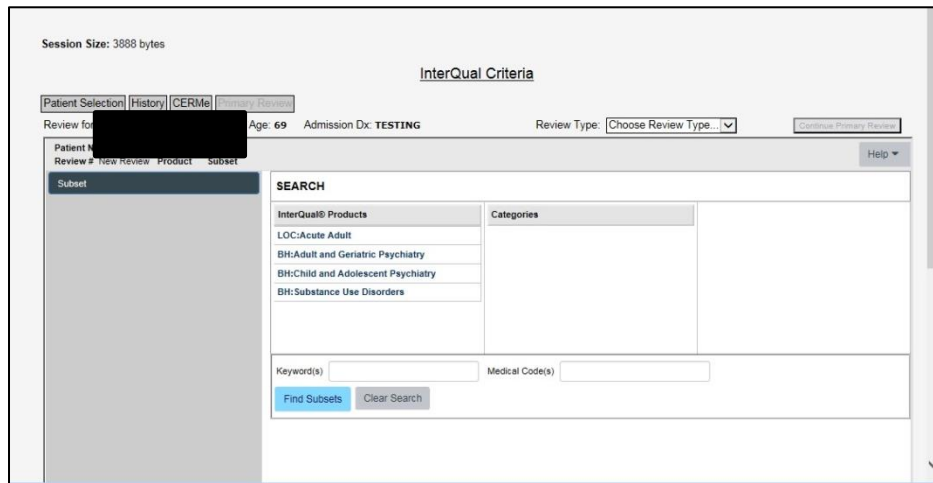 Session Size: 3888 bytes
InterQual Criteria
Patient Selection History CERMe Primary Review
Review for Age: 69 Admission Dx: TESTING Review Type: Choose Review Type... Continue Primary Review
Patient N
Review # New Review Product Subset Help
Subset
SEARCH
InterQual® Products Categories
LOC:Acute Adult
BH:Adult and Geriatric Psychiatry
BH:Child and Adolescent Psychiatry
BH:Substance Use Disorders
Keyword(s) Medical Code(s)
Find Subsets Clear Search